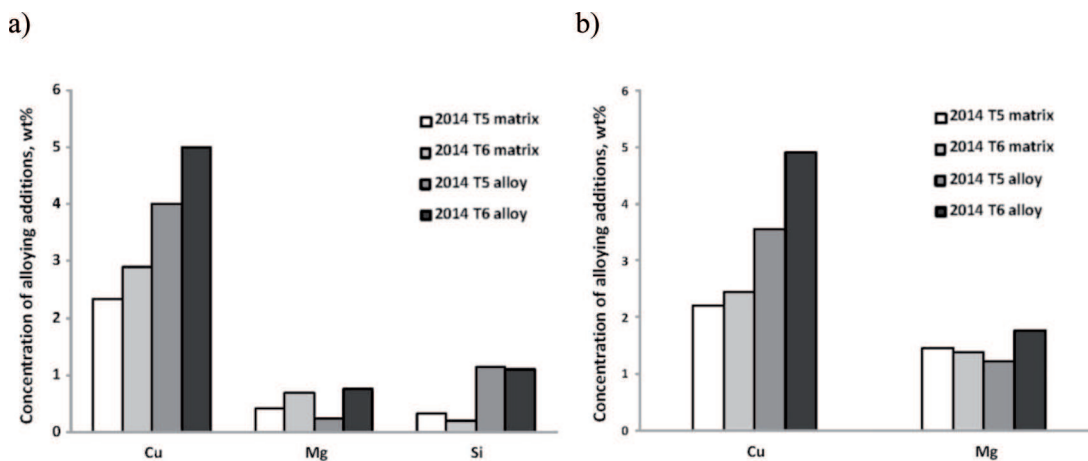 a)
Concentration of alloying additions, wt%
6
5
4
3
2
1
0
2014 T5 matrix
2014 T6 matrix
2014 T5 alloy
2014 T6 alloy
Cu Mg Si
b)
Concentration of alloying additions, wt%
6
5
4
3
2
1
0
2014 T5 matrix
2014 T6 matrix
2014 T5 alloy
2014 T6 alloy
Cu Mg